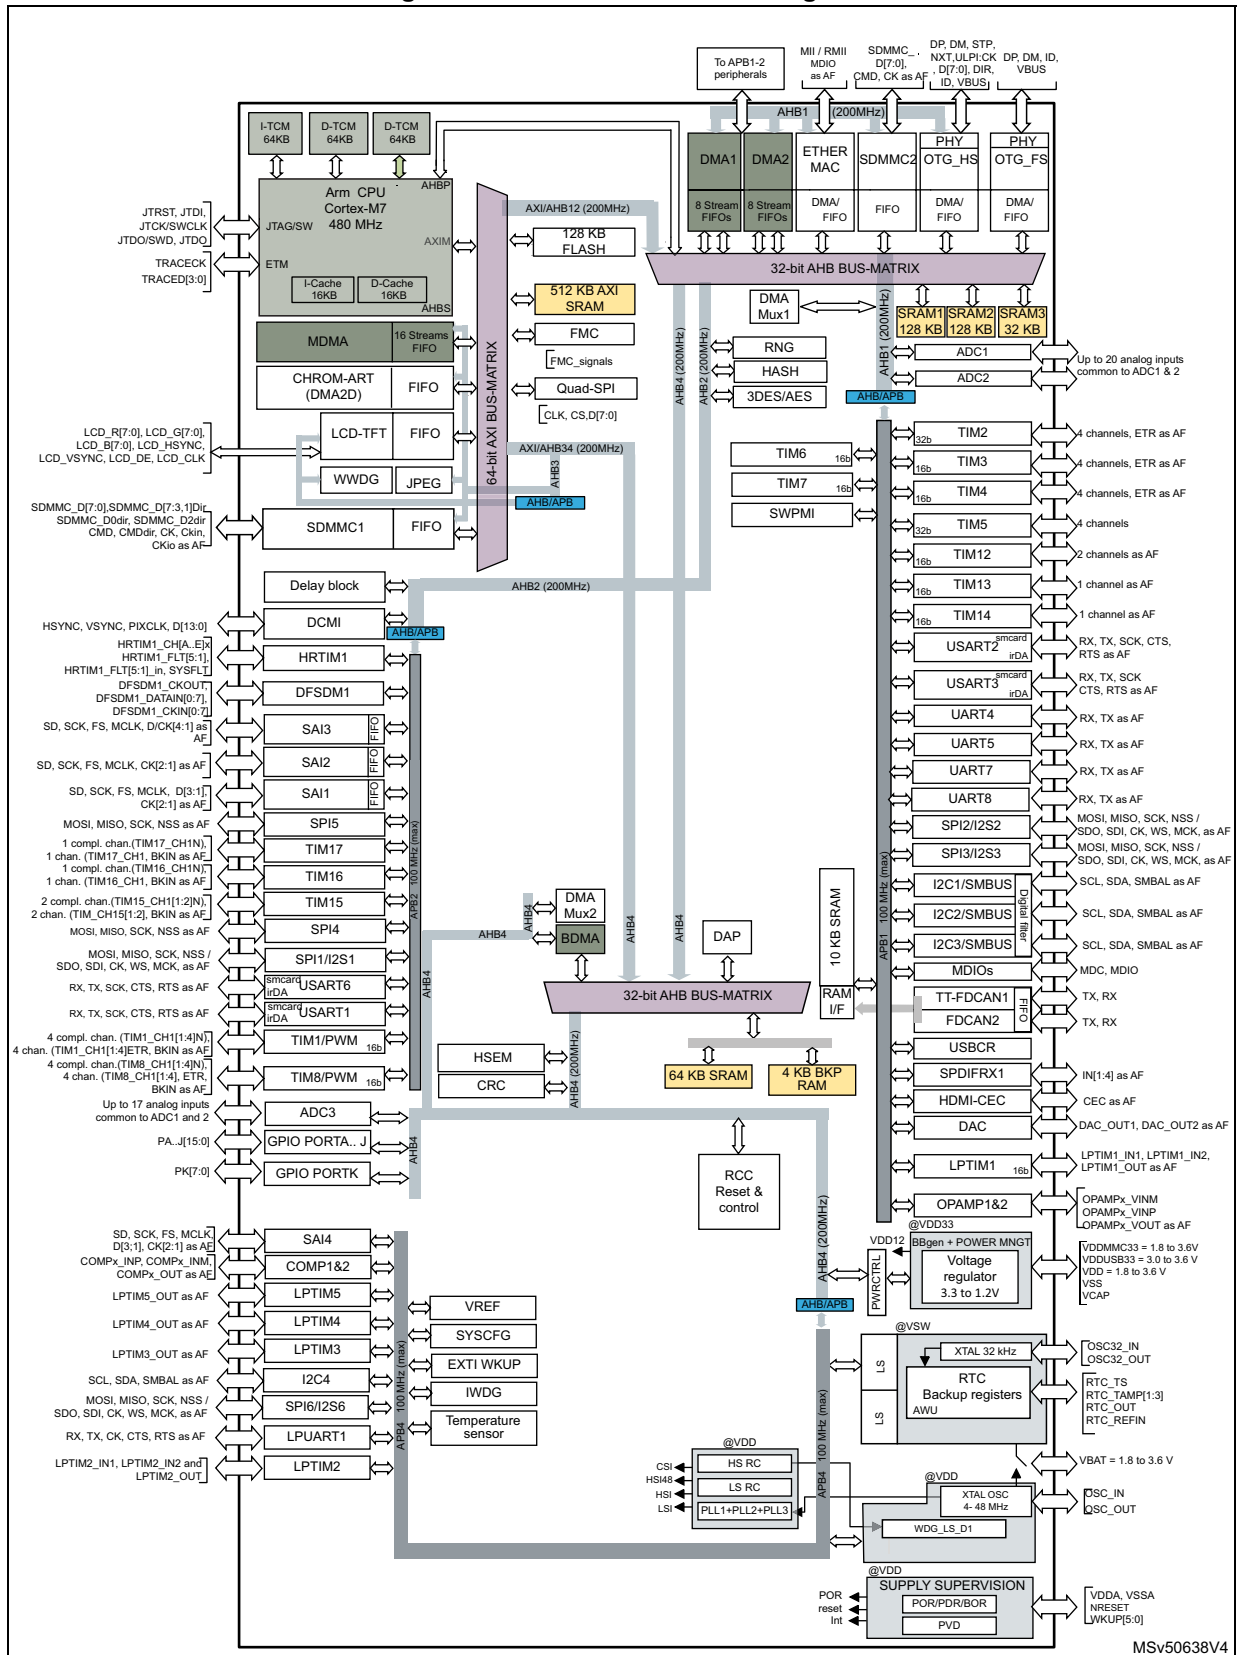 To APB1-2
peripherals
MII / RMII
MDIO
as AF
SDMMC_
D[7:0],
CMD, CK as AF
DP, DM, STP,
NXT,ULPI:CK
, D[7:0], DIR,
ID, VBUS
DP, DM, ID,
VBUS
AHB1 (200MHz)
I-TCM
64KB
D-TCM
64KB
D-TCM
64KB
AHBP
Arm CPU
Cortex-M7
480 MHz
JTRST, JTDI,
JTCK/SWCLK
JTDO/SWD, JTDO
JTAG/SW
TRACECK
TRACED[3:0]
ETM
AXIM
I-Cache
16KB
D-Cache
16KB
AHBS
DMA1
8 Stream
FIFOs
DMA2
8 Stream
FIFOs
ETHER
MAC
DMA/
FIFO
SDMMC2
FIFO
PHY
OTG_HS
DMA/
FIFO
PHY
OTG_FS
DMA/
FIFO
AXI/AHB12 (200MHz)
128 KB
FLASH
32-bit AHB BUS-MATRIX
512 KB AXI
SRAM
DMA
Mux1
AHB1 (200MHz)
SRAM1
128 KB
SRAM2
128 KB
SRAM3
32 KB
MDMA
16 Streams
FIFO
FMC
FMC_signals
RNG
HASH
3DES/AES
AHB4 (200MHz)
AHB2 (200MHz)
ADC1
ADC2
Up to 20 analog inputs
common to ADC1 & 2
AHB/APB
CHROM-ART
(DMA2D)
FIFO
Quad-SPI
CLK, CS,D[7:0]
64-bit AXI BUS-MATRIX
LCD_R[7:0], LCD_G[7:0],
LCD_B[7:0], LCD_HSYNC,
LCD_VSYNC, LCD_DE, LCD_CLK
LCD-TFT
FIFO
AXI/AHB34 (200MHz)
AHB3
WWDG
JPEG
AHB/APB
SDMMC_D[7:0],SDMMC_D[7:3,1]Dir
SDMMC_D0dir, SDMMC_D2dir
CMD, CMDdir, CK, Ckin,
CKio as AF
SDMMC1
FIFO
TIM6
16b
TIM7
16b
SWPMI
TIM2
32b
4 channels, ETR as AF
TIM3
16b
4 channels, ETR as AF
TIM4
16b
4 channels, ETR as AF
TIM5
32b
4 channels
TIM12
16b
2 channels as AF
TIM13
16b
1 channel as AF
TIM14
16b
1 channel as AF
Delay block
AHB2 (200MHz)
HSYNC, VSYNC, PIXCLK, D[13:0]
DCMI
AHB/APB
HRTIM1_CH[A..E]x
HRTIM1_FLT[5:1],
HRTIM1_FLT[5:1]_in, SYSFLT
HRTIM1
DFSDM1_CKOUT,
DFSDM1_DATAIN[0:7],
DFSDM1_CKIN[0:7]
DFSDM1
SD, SCK, FS, MCLK, D/CK[4:1] as
AF
SAI3
FIFO
SD, SCK, FS, MCLK, CK[2:1] as AF
SAI2
FIFO
SD, SCK, FS, MCLK, D[3:1],
CK[2:1] as AF
SAI1
FIFO
MOSI, MISO, SCK, NSS as AF
SPI5
1 compl. chan.(TIM17_CH1N),
1 chan. (TIM17_CH1, BKIN as AF
TIM17
1 compl. chan.(TIM16_CH1N),
1 chan. (TIM16_CH1, BKIN as AF
TIM16
2 compl. chan.(TIM15_CH1[1:2]N),
2 chan. (TIM_CH15[1:2], BKIN as AF
TIM15
MOSI, MISO, SCK, NSS as AF
SPI4
MOSI, MISO, SCK, NSS /
SDO, SDI, CK, WS, MCK, as AF
SPI1/I2S1
RX, TX, SCK, CTS, RTS as AF
smcard
irDA
USART6
RX, TX, SCK, CTS, RTS as AF
smcard
irDA
USART1
4 compl. chan. (TIM1_CH1[1:4]N),
4 chan. (TIM1_CH1[1:4]ETR, BKIN as AF
TIM1/PWM
16b
4 compl. chan.(TIM8_CH1[1:4]N),
4 chan. (TIM8_CH1[1:4], ETR,
BKIN as AF
TIM8/PWM
16b
APB2 100 MHz (max)
Up to 17 analog inputs
common to ADC1 and 2
ADC3
PA..J[15:0]
GPIO PORTA.. J
PK[7:0]
GPIO PORTK
AHB4
AHB4
AHB4
AHB4
DMA
Mux2
BDMA
AHB4
AHB4
DAP
32-bit AHB BUS-MATRIX
HSEM
CRC
AHB4 (200MHz)
64 KB SRAM
4 KB BKP
RAM
10 KB SRAM
RAM
I/F
APB1 100 MHz (max)
USART2
smcard
irDA
RX, TX, SCK, CTS,
RTS as AF
USART3
smcard
irDA
RX, TX, SCK
CTS, RTS as AF
UART4
RX, TX as AF
UART5
RX, TX as AF
UART7
RX, TX as AF
UART8
RX, TX as AF
SPI2/I2S2
MOSI, MISO, SCK, NSS /
SDO, SDI, CK, WS, MCK, as AF
SPI3/I2S3
MOSI, MISO, SCK, NSS /
SDO, SDI, CK, WS, MCK, as AF
I2C1/SMBUS
SCL, SDA, SMBAL as AF
I2C2/SMBUS
SCL, SDA, SMBAL as AF
I2C3/SMBUS
SCL, SDA, SMBAL as AF
Digital filter
MDIOs
MDC, MDIO
TT-FDCAN1
TX, RX
FDCAN2
TX, RX
FIFO
USBCR
SPDIFRX1
IN[1:4] as AF
HDMI-CEC
CEC as AF
DAC
DAC_OUT1, DAC_OUT2 as AF
LPTIM1
16b
LPTIM1_IN1, LPTIM1_IN2,
LPTIM1_OUT as AF
OPAMP1&2
OPAMPx_VINM
OPAMPx_VINP
OPAMPx_VOUT as AF
RCC
Reset &
control
AHB4 (200MHz)
@VDD33
VDD12
BBgen + POWER MNGT
PWRCTRL
Voltage
regulator
3.3 to 1.2V
VDDMMC33 = 1.8 to 3.6V
VDDUSB33 = 3.0 to 3.6 V
VDD = 1.8 to 3.6 V
VSS
VCAP
AHB/APB
SD, SCK, FS, MCLK,
D[3;1], CK[2:1] as AF
SAI4
COMPx_INP, COMPx_INM,
COMPx_OUT as AF
COMP1&2
LPTIM5_OUT as AF
LPTIM5
LPTIM4_OUT as AF
LPTIM4
LPTIM3_OUT as AF
LPTIM3
SCL, SDA, SMBAL as AF
I2C4
MOSI, MISO, SCK, NSS /
SDO, SDI, CK, WS, MCK, as AF
SPI6/I2S6
RX, TX, CK, CTS, RTS as AF
LPUART1
LPTIM2_IN1, LPTIM2_IN2 and
LPTIM2_OUT
LPTIM2
APB4 100 MHz (max)
VREF
SYSCFG
EXTI WKUP
IWDG
Temperature
sensor
APB4 100 MHz (max)
@VSW
LS
LS
XTAL 32 kHz
RTC
Backup registers
AWU
OSC32_IN
OSC32_OUT
RTC_TS
RTC_TAMP[1:3]
RTC_OUT
RTC_REFIN
VBAT = 1.8 to 3.6 V
@VDD
CSI
HSI48
HSI
LSI
HS RC
LS RC
PLL1+PLL2+PLL3
@VDD
XTAL OSC
4- 48 MHz
WDG_LS_D1
OSC_IN
OSC_OUT
@VDD
SUPPLY SUPERVISION
POR
reset
Int
POR/PDR/BOR
PVD
VDDA, VSSA
NRESET
WKUP[5:0]
MSv50638V4